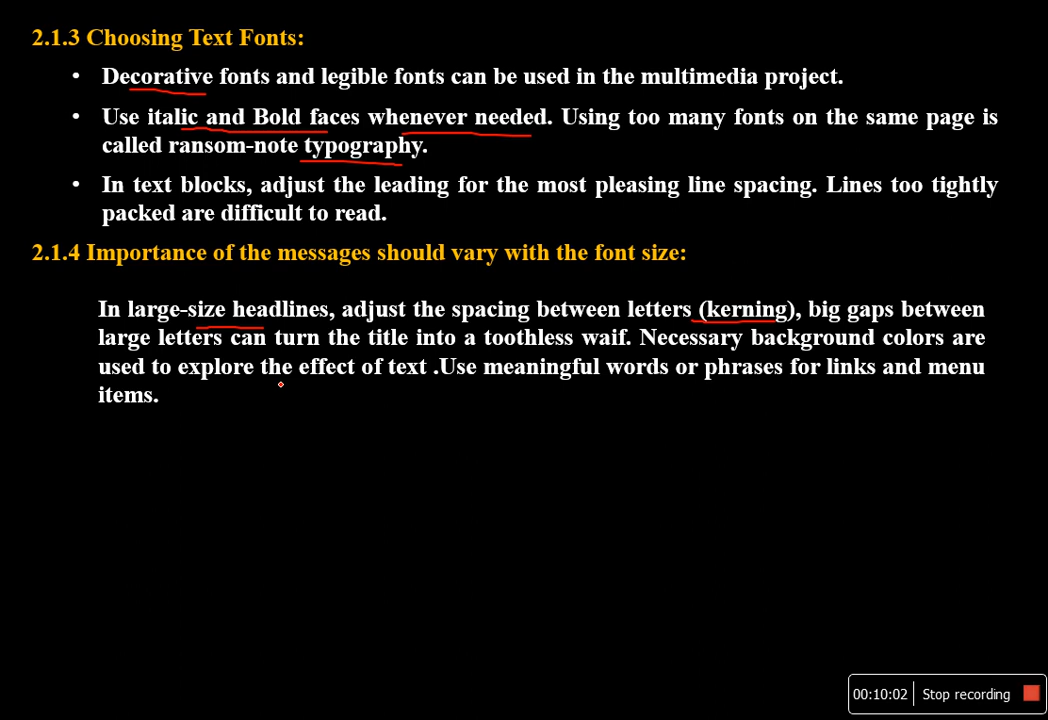 2.1.3 Choosing Text Fonts:
• Decorative fonts and legible fonts can be used in the multimedia project.
• Use italic and Bold faces whenever needed. Using too many fonts on the same page is
called ransom-note typography.
• In text blocks, adjust the leading for the most pleasing line spacing. Lines too tightly
packed are difficult to read.
2.1.4 Importance of the messages should vary with the font size:
In large-size headlines, adjust the spacing between letters (kerning), big gaps between
large letters can turn the title into a toothless waif. Necessary background colors are
used to explore the effect of text .Use meaningful words or phrases for links and menu
items.
00:10:02 Stop recording